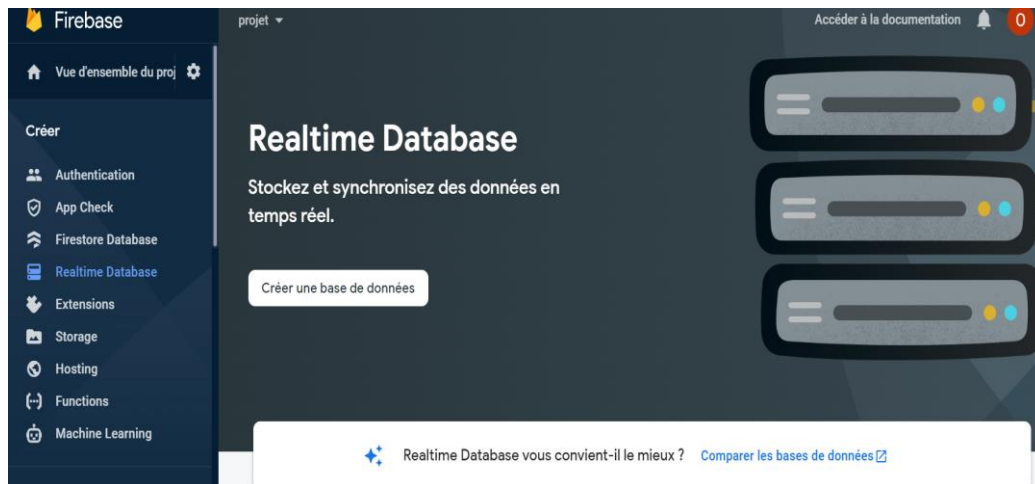 Firebase
projet
Accéder à la documentation
0
Vue d'ensemble du proj
Créer
Authentication
App Check
Firestore Database
Realtime Database
Extensions
Storage
Hosting
Functions
Machine Learning
Realtime Database
Stockez et synchronisez des données en
temps réel.
Créer une base de données
Realtime Database vous convient-il le mieux ? Comparer les bases de données